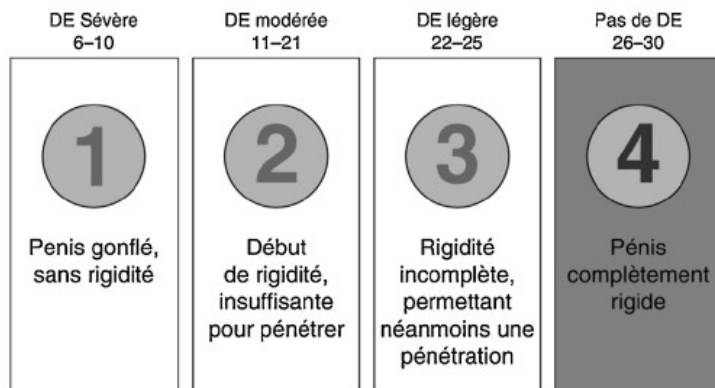 DE Sévère
6–10
DE modérée
11–21
DE légère
22–25
Pas de DE
26–30
1
Penis gonflé,
sans rigidité
2
Début
de rigidité,
insuffisante
pour pénétrer
3
Rigidité
incomplète,
permettant
néanmoins une
pénétration
4
Pénis
complètement
rigide